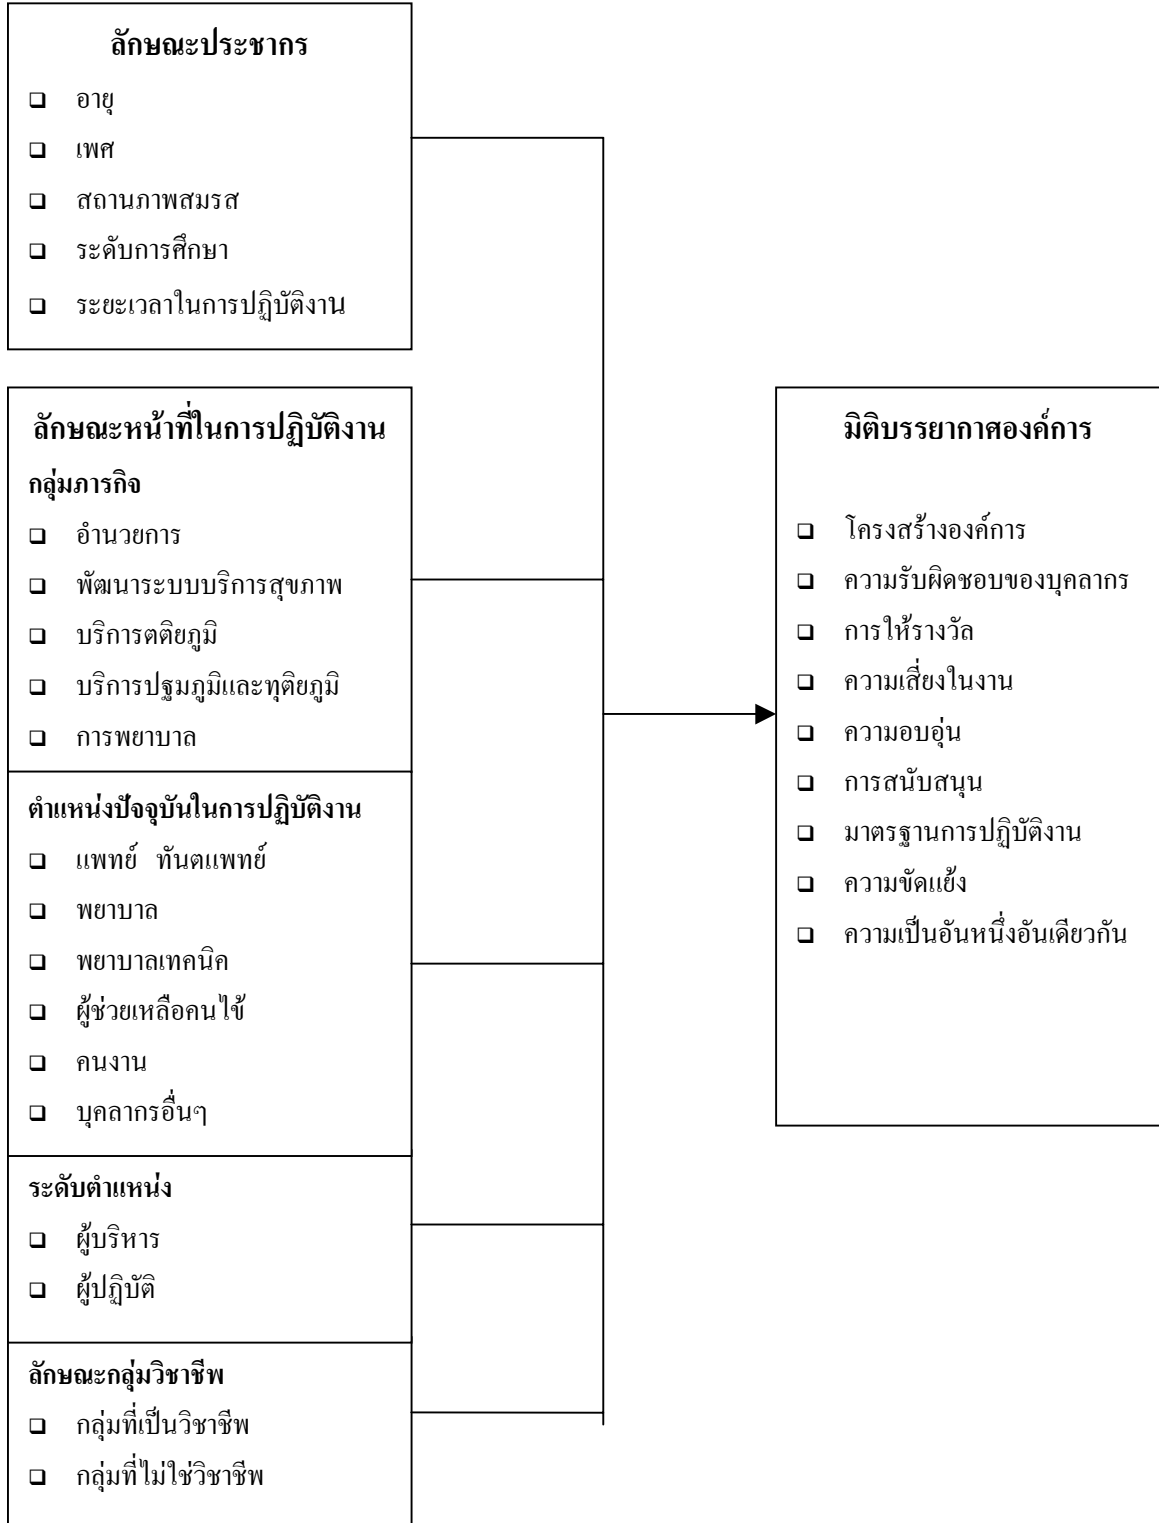 ลักษณะประชากร
❑ อายุ
❑ เพศ
❑ สถานภาพสมรส
❑ ระดับการศึกษา
❑ ระยะเวลาในการปฏิบัติงาน
ลักษณะหน้าที่ในการปฏิบัติงาน
กลุ่มภารกิจ
❑ อำนวยการ
❑ พัฒนาระบบบริการสุขภาพ
❑ บริการตติยภูมิ
❑ บริการปฐมภูมิและทุติยภูมิ
❑ การพยาบาล
ตำแหน่งปัจจุบันในการปฏิบัติงาน
❑ แพทย์ ทันตแพทย์
❑ พยาบาล
❑ พยาบาลเทคนิค
❑ ผู้ช่วยเหลือคนไข้
❑ คนงาน
❑ บุคลากรอื่นๆ
ระดับตำแหน่ง
❑ ผู้บริหาร
❑ ผู้ปฏิบัติ
ลักษณะกลุ่มวิชาชีพ
❑ กลุ่มที่เป็นวิชาชีพ
❑ กลุ่มที่ไม่ใช่วิชาชีพ
มิติบรรยากาศองค์การ
❑ โครงสร้างองค์การ
❑ ความรับผิดชอบของบุคลากร
❑ การให้รางวัล
❑ ความเสี่ยงในงาน
❑ ความอบอุ่น
❑ การสนับสนุน
❑ มาตรฐานการปฏิบัติงาน
❑ ความขัดแย้ง
❑ ความเป็นอันหนึ่งอันเดียวกัน